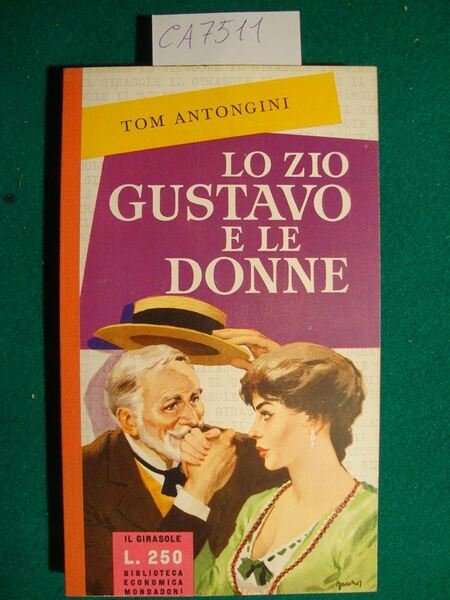 CA7511
TOM ANTONGINI
LO ZIO
GUSTAVO
E LE
DONNE
IL GIRASOLE
L. 250
BIBLIOTECA
ECONOMICA
MONDADORI